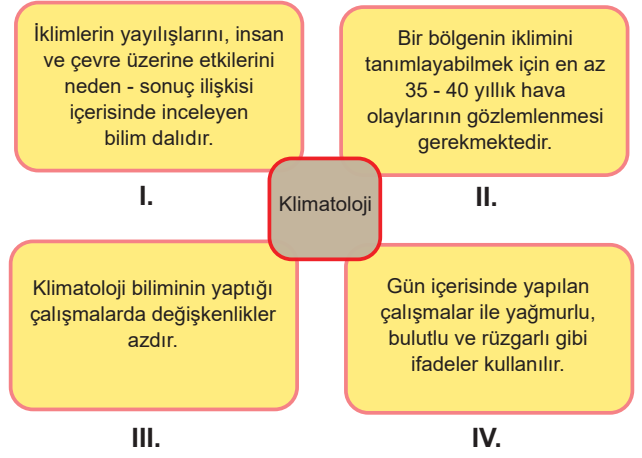 İklimlerin yayılışlarını, insan
ve çevre üzerine etkilerini
neden - sonuç ilişkisi
içerisinde inceleyen
bilim dalıdır.
I.
Bir bölgenin iklimini
tanımlayabilmek için en az
35 - 40 yıllık hava
olaylarının gözlemlenmesi
gerekmektedir.
II.
Klimatoloji
Klimatoloji biliminin yaptığı
çalışmalarda değişkenlikler
azdır.
III.
Gün içerisinde yapılan
çalışmalar ile yağmurlu,
bulutlu ve rüzgarlı gibi
ifadeler kullanılır.
IV.